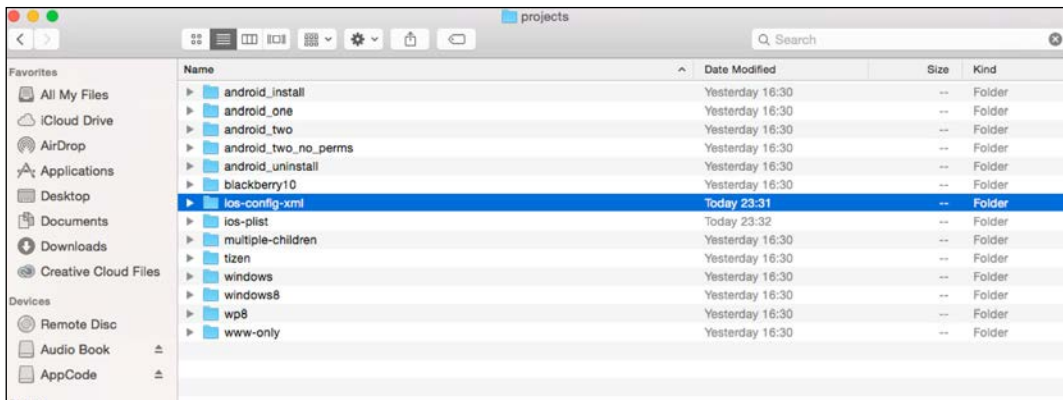 projects
Search
Favorites
All My Files
iCloud Drive
AirDrop
Applications
Desktop
Documents
Downloads
Creative Cloud Files
Devices
Remote Disc
Audio Book
AppCode
Name Date Modified Size Kind
android_install Yesterday 16:30 -- Folder
android_one Yesterday 16:30 -- Folder
android_two Yesterday 16:30 -- Folder
android_two_no_perms Yesterday 16:30 -- Folder
android_uninstall Yesterday 16:30 -- Folder
blackberry10 Yesterday 16:30 -- Folder
ios-config-xml Today 23:31 -- Folder
ios-plist Today 23:32 -- Folder
multiple-children Yesterday 16:30 -- Folder
tizen Yesterday 16:30 -- Folder
windows Yesterday 16:30 -- Folder
windows8 Yesterday 16:30 -- Folder
wp8 Yesterday 16:30 -- Folder
www-only Yesterday 16:30 -- Folder